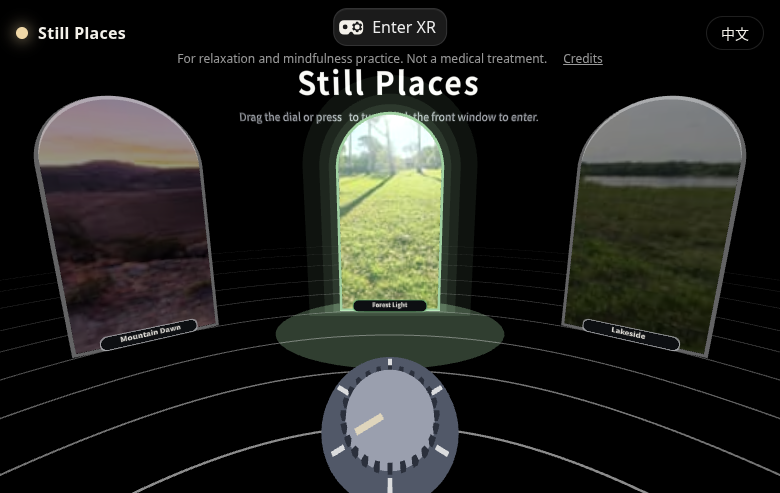 Still Places
Enter XR
中文
For relaxation and mindfulness practice. Not a medical treatment. Credits
Still Places
Drag the dial or press to the front window to enter.
Mountain Dawn
Forest Light
Lakeside